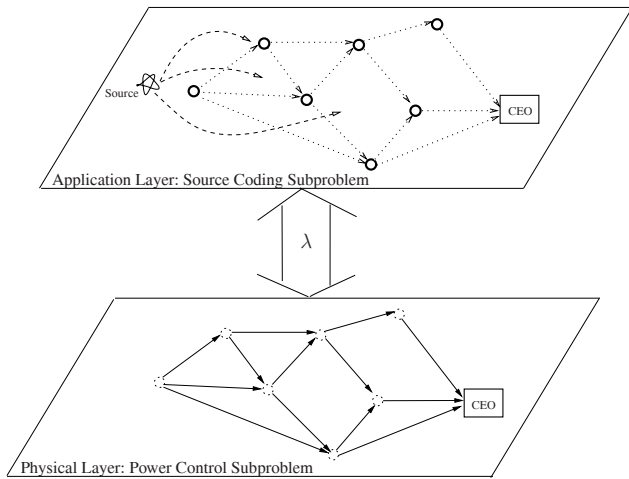 Source
CEO
Application Layer: Source Coding Subproblem
λ
CEO
Physical Layer: Power Control Subproblem